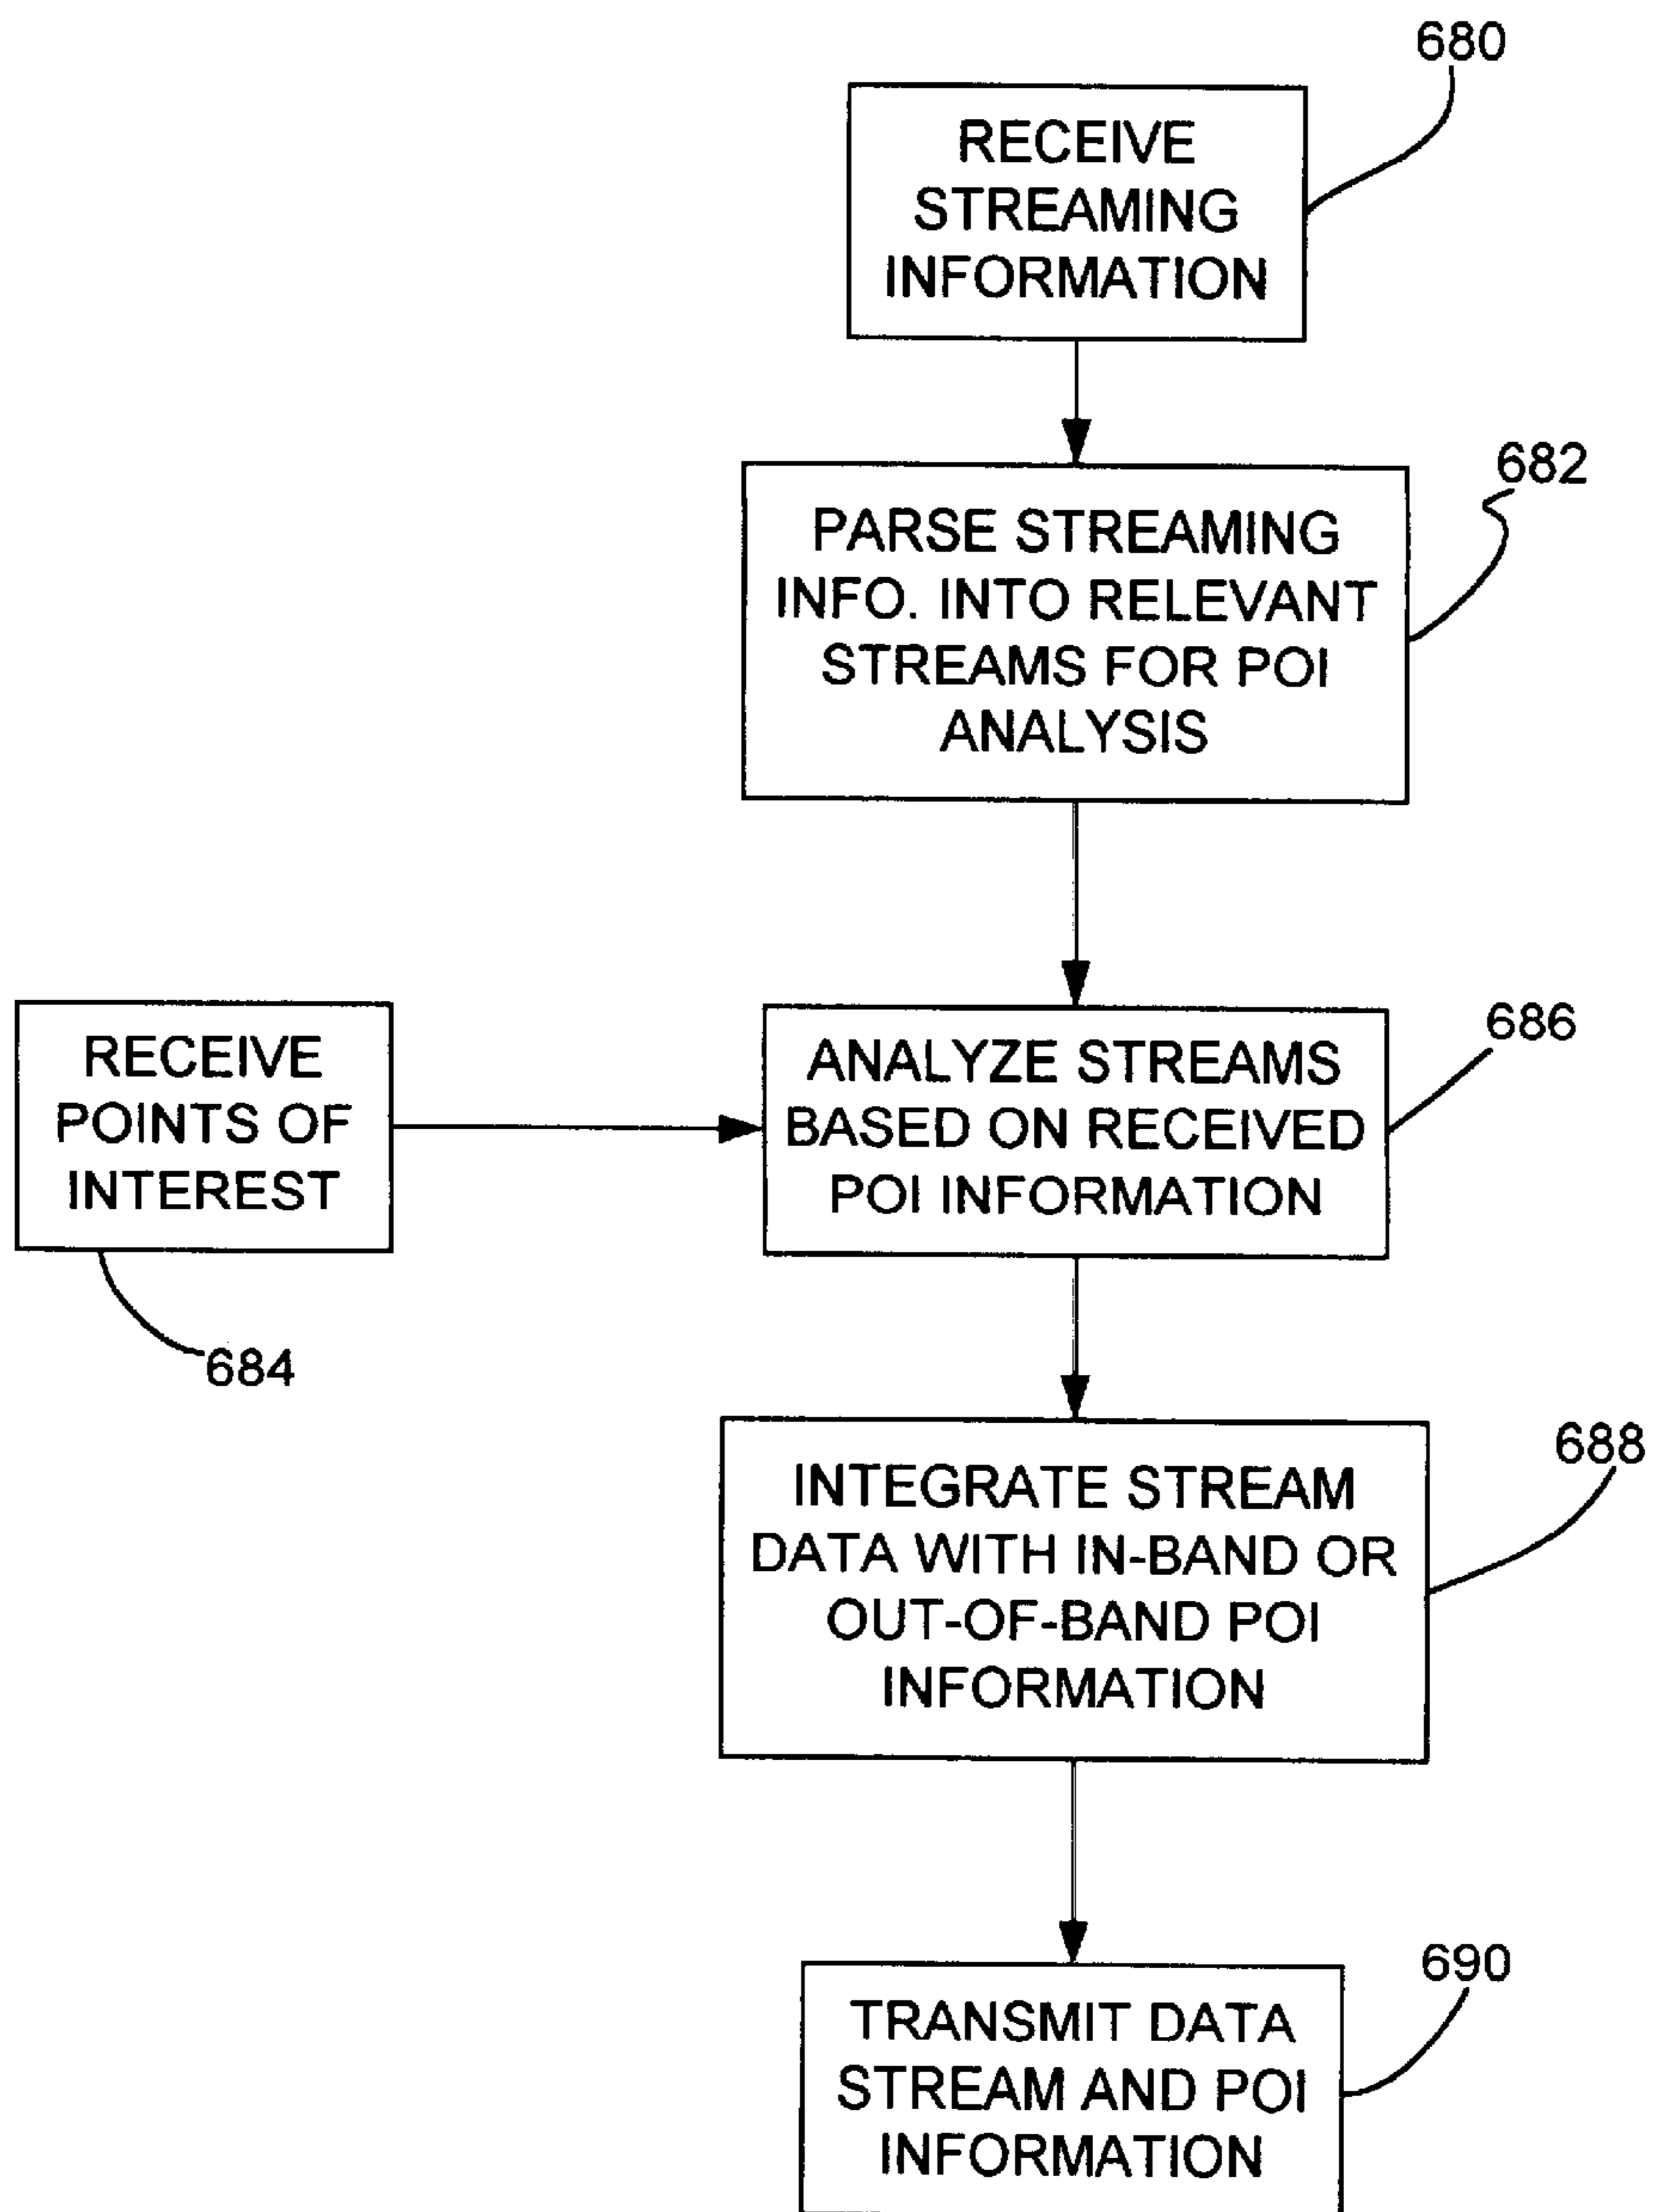 680
RECEIVE
STREAMING
INFORMATION
682
PARSE STREAMING
INFO. INTO RELEVANT
STREAMS FOR POI
ANALYSIS
686
RECEIVE
POINTS OF
INTEREST
ANALYZE STREAMS
BASED ON RECEIVED
POI INFORMATION
684
688
INTEGRATE STREAM
DATA WITH IN-BAND OR
OUT-OF-BAND POI
INFORMATION
690
TRANSMIT DATA
STREAM AND POI
INFORMATION